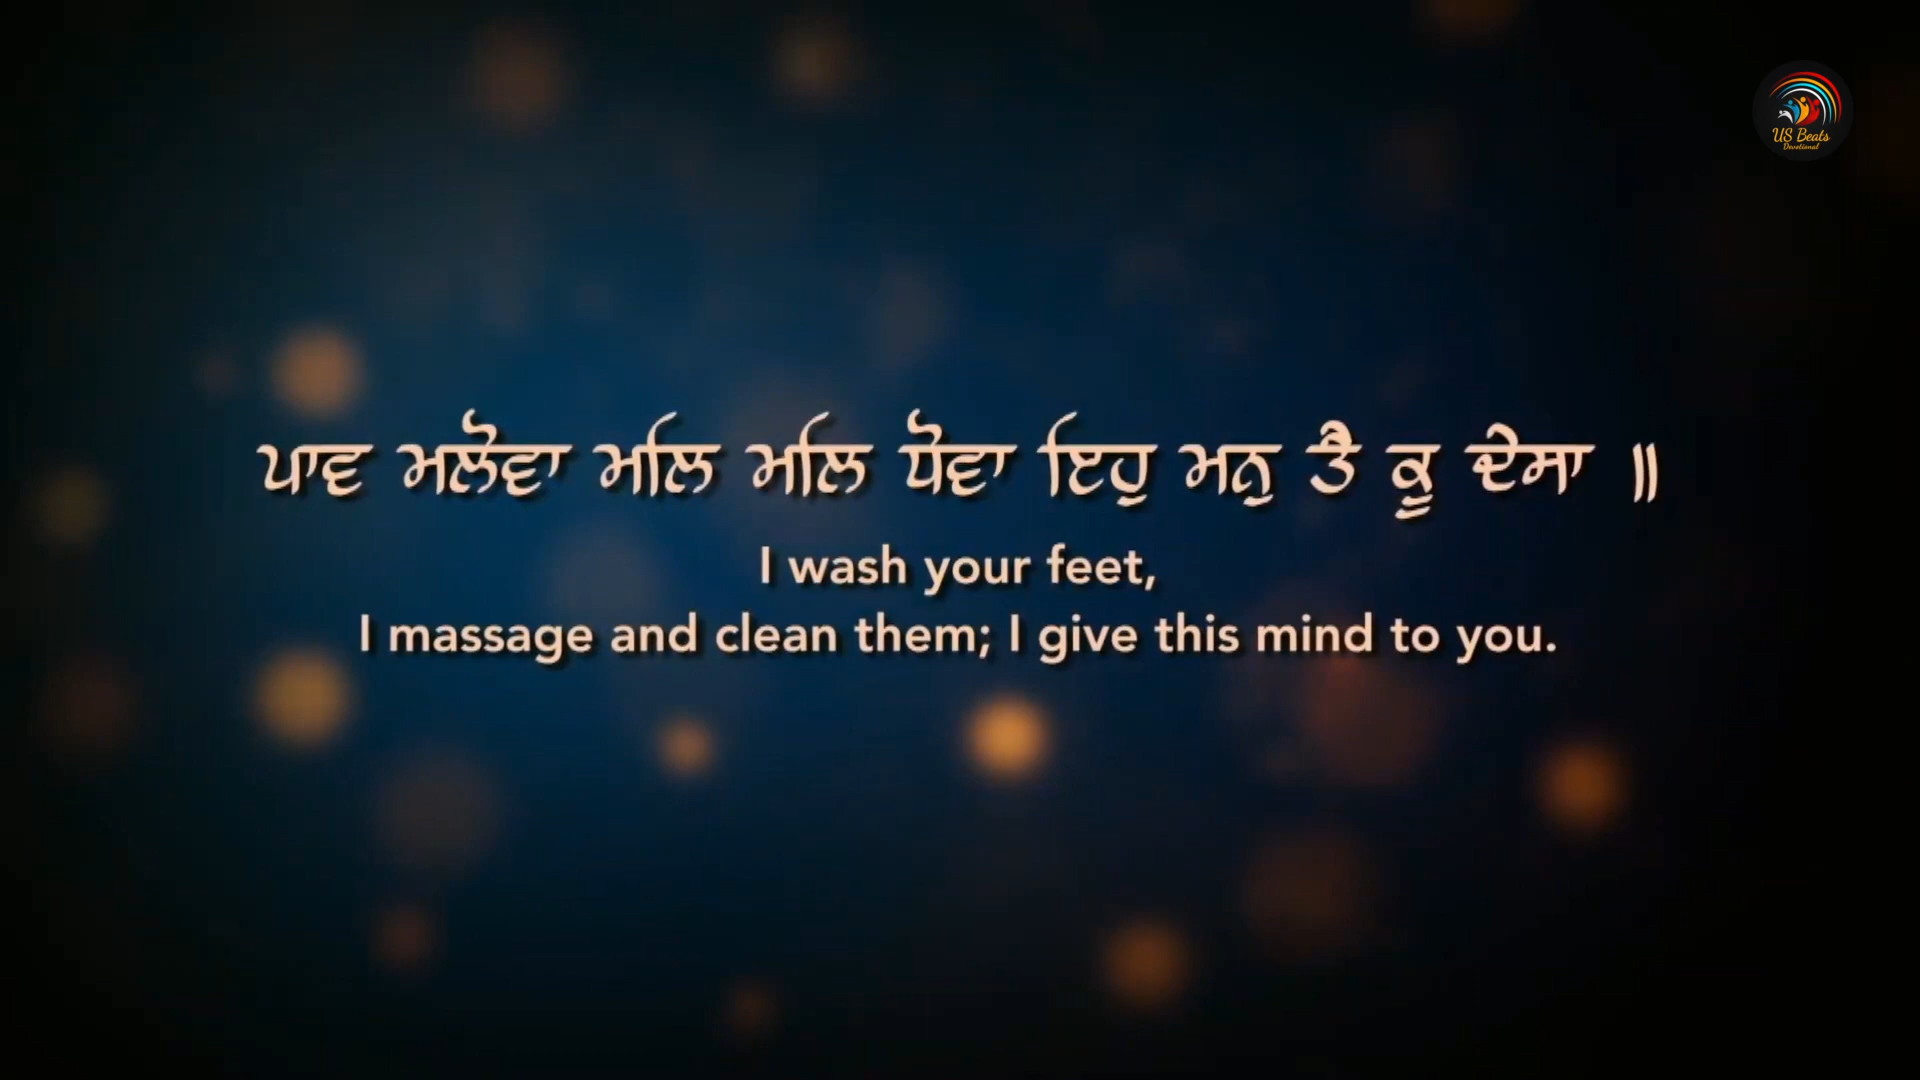 US Beats
Devotional
ਪਾਵ ਮਲੋਵਾ ਮਲਿ ਮਲਿ ਧੋਵਾ ਇਹੁ ਮਨੁ ਤੈ ਕੂ ਦੇਸਾ ॥
I wash your feet,
I massage and clean them; I give this mind to you.